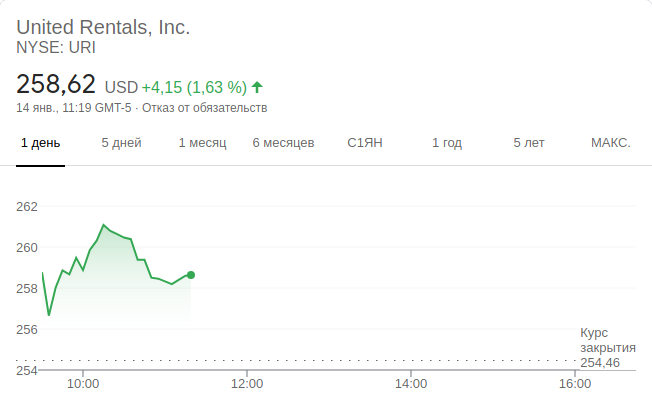 United Rentals, Inc.
NYSE: URI
258,62 USD +4,15 (1,63 %)
14 янв., 11:19 GMT-5 · Отказ от обязательств
1 день 5 дней 1 месяц 6 месяцев С1ЯН 1 год 5 лет МАКС.
262
260
258
256
Курс
закрытия
254,46
254
10:00 12:00 14:00 16:00